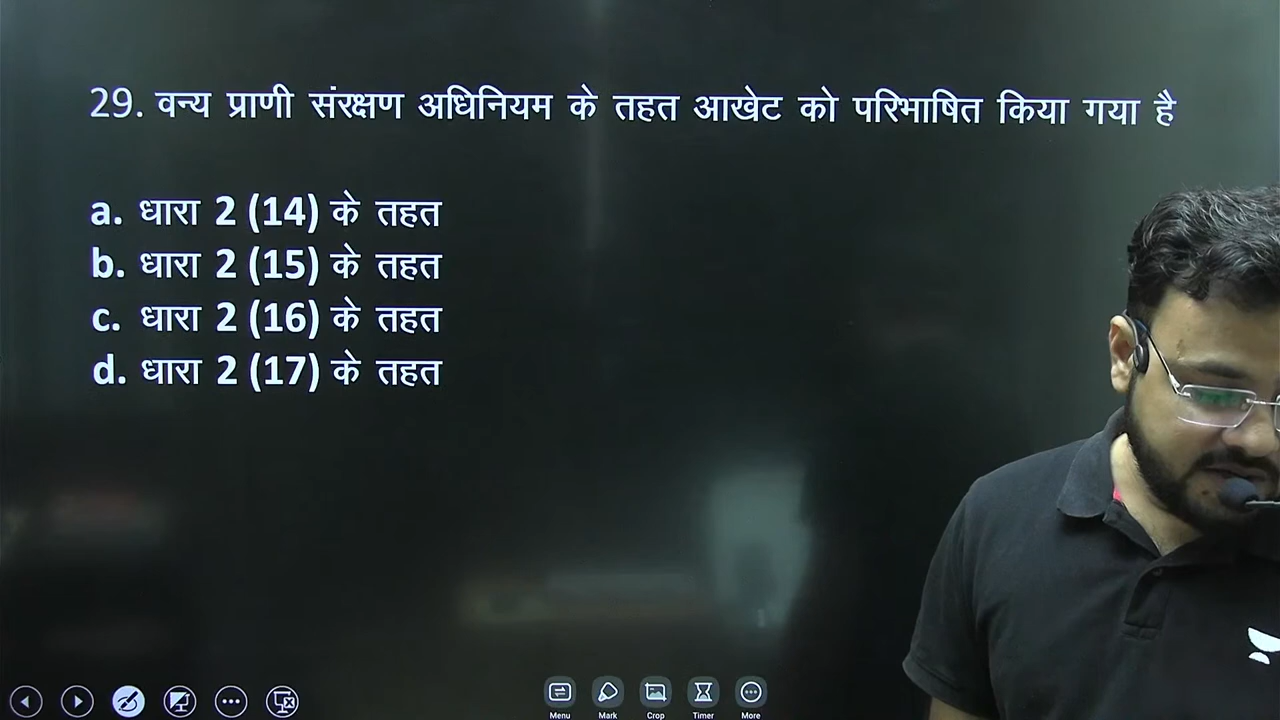 29. वन्य प्राणी संरक्षण अधिनियम के तहत आखेट को परिभाषित किया गया है
a. धारा 2 (14) के तहत
b. धारा 2 (15) के तहत
c. धारा 2 (16) के तहत
d. धारा 2 (17) के तहत
Menu Mark Crop Timer More